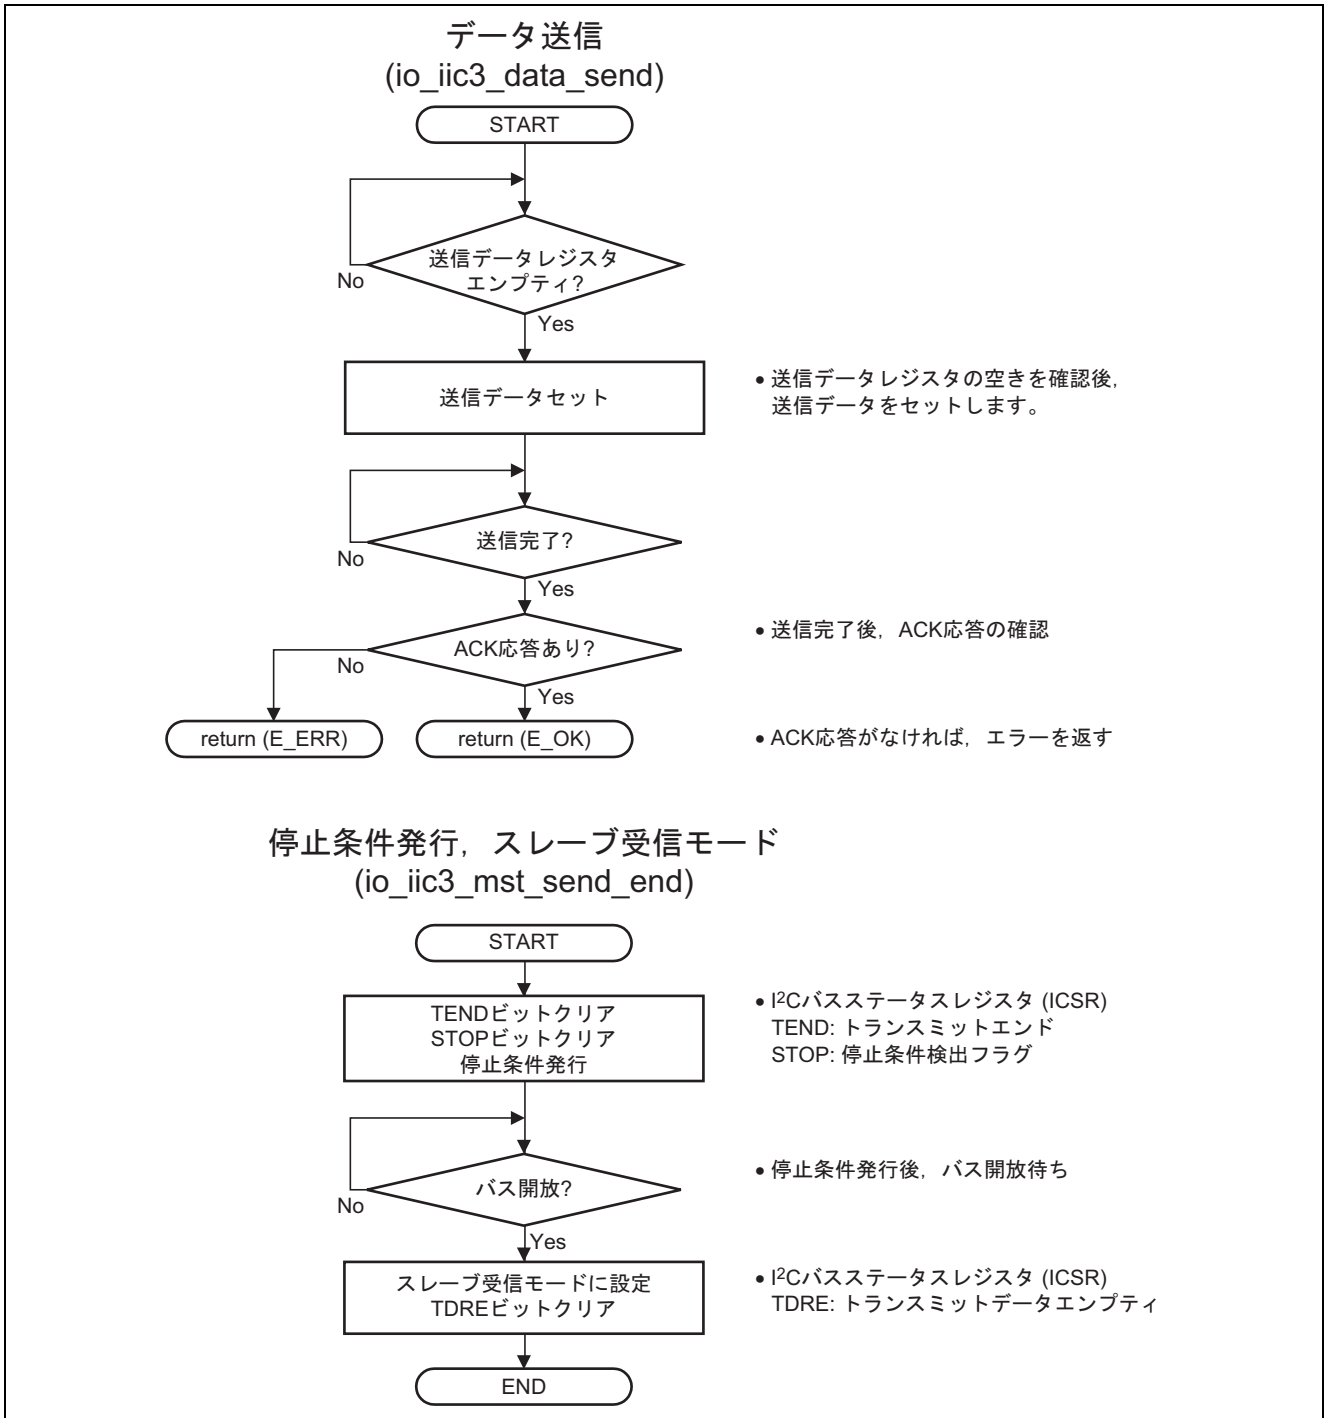 データ送信
(io_iic3_data_send)
START
送信データレジスタ
エンプティ?
No
Yes
送信データセット
• 送信データレジスタの空きを確認後,
送信データをセットします。
送信完了?
No
Yes
ACK応答あり?
• 送信完了後, ACK応答の確認
No
Yes
return (E_ERR)
return (E_OK)
• ACK応答がなければ, エラーを返す
停止条件発行, スレーブ受信モード
(io_iic3_mst_send_end)
START
TENDビットクリア
STOPビットクリア
停止条件発行
• I²Cバスステータスレジスタ (ICSR)
TEND: トランスミットエンド
STOP: 停止条件検出フラグ
バス開放?
• 停止条件発行後, バス開放待ち
No
Yes
スレーブ受信モードに設定
TDREビットクリア
• I²Cバスステータスレジスタ (ICSR)
TDRE: トランスミットデータエンプティ
END